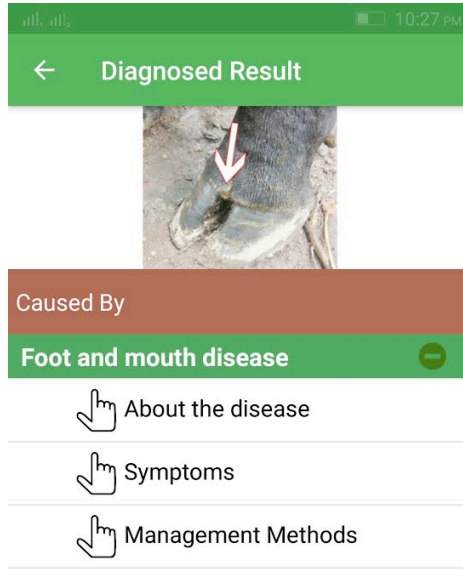 10:27 PM
Diagnosed Result
Caused By
Foot and mouth disease
About the disease
Symptoms
Management Methods